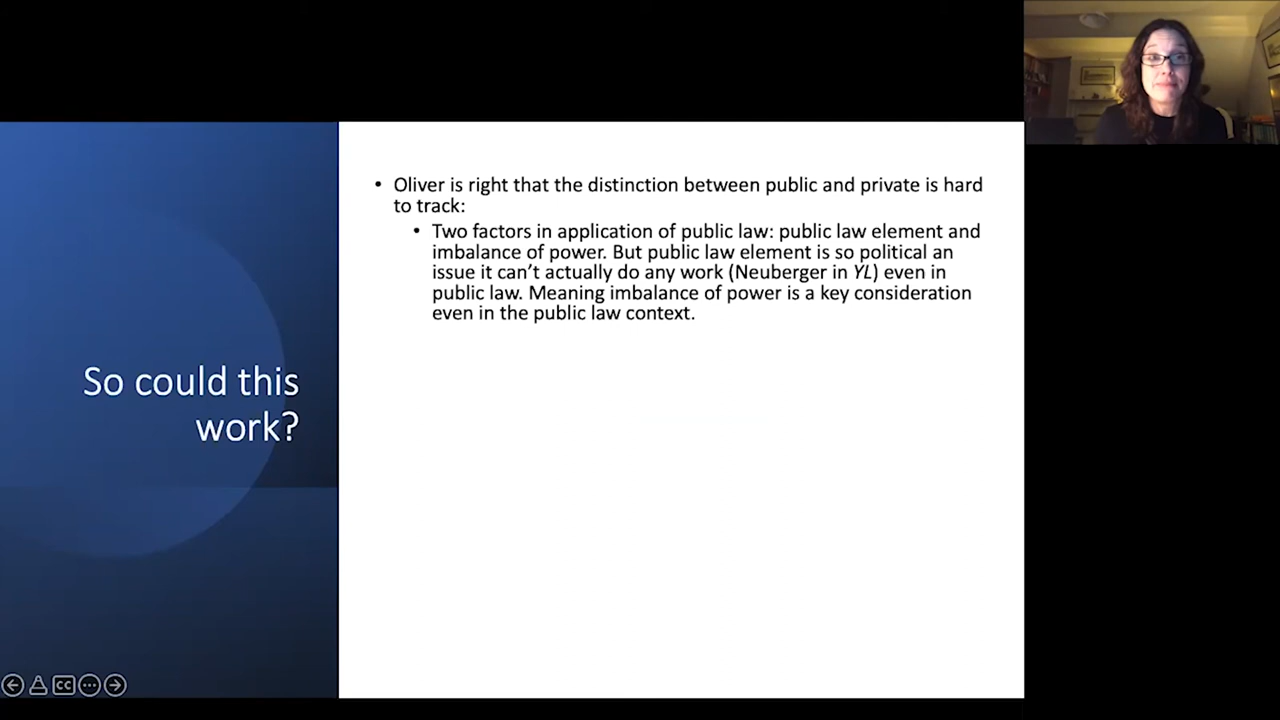 So could this
work?
• Oliver is right that the distinction between public and private is hard
to track:
• Two factors in application of public law: public law element and
imbalance of power. But public law element is so political an
issue it can’t actually do any work (Neuberger in YL) even in
public law. Meaning imbalance of power is a key consideration
even in the public law context.
CC